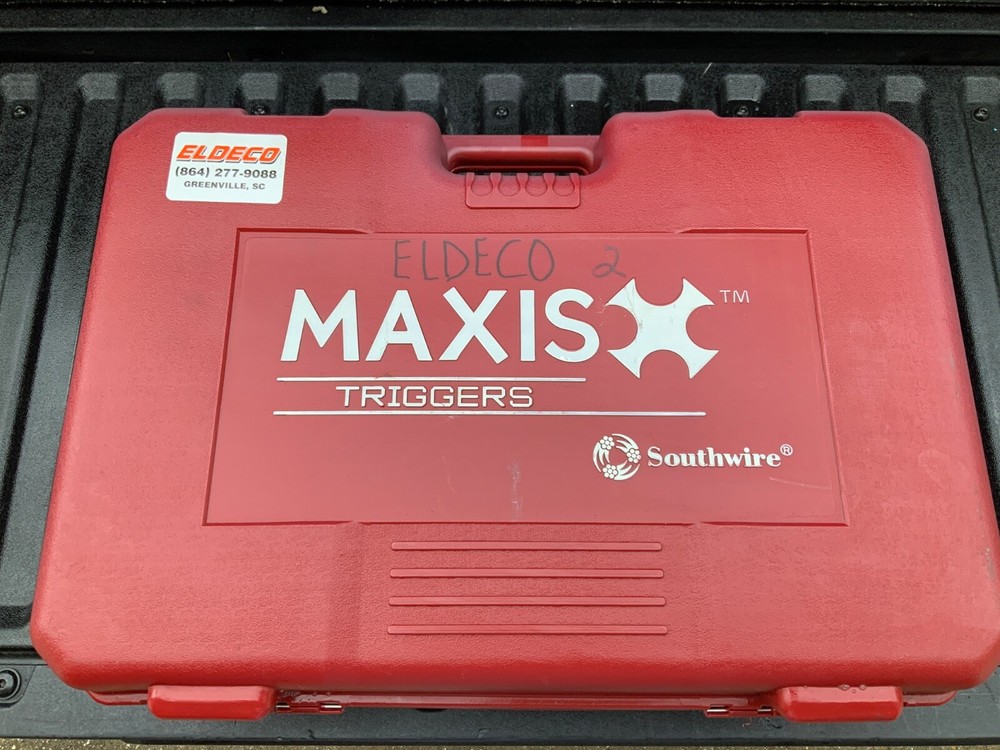 ELDECO
(864) 277-9088
GREENVILLE, SC
ELDECO 2
MAXIS™
TRIGGERS
Southwire®